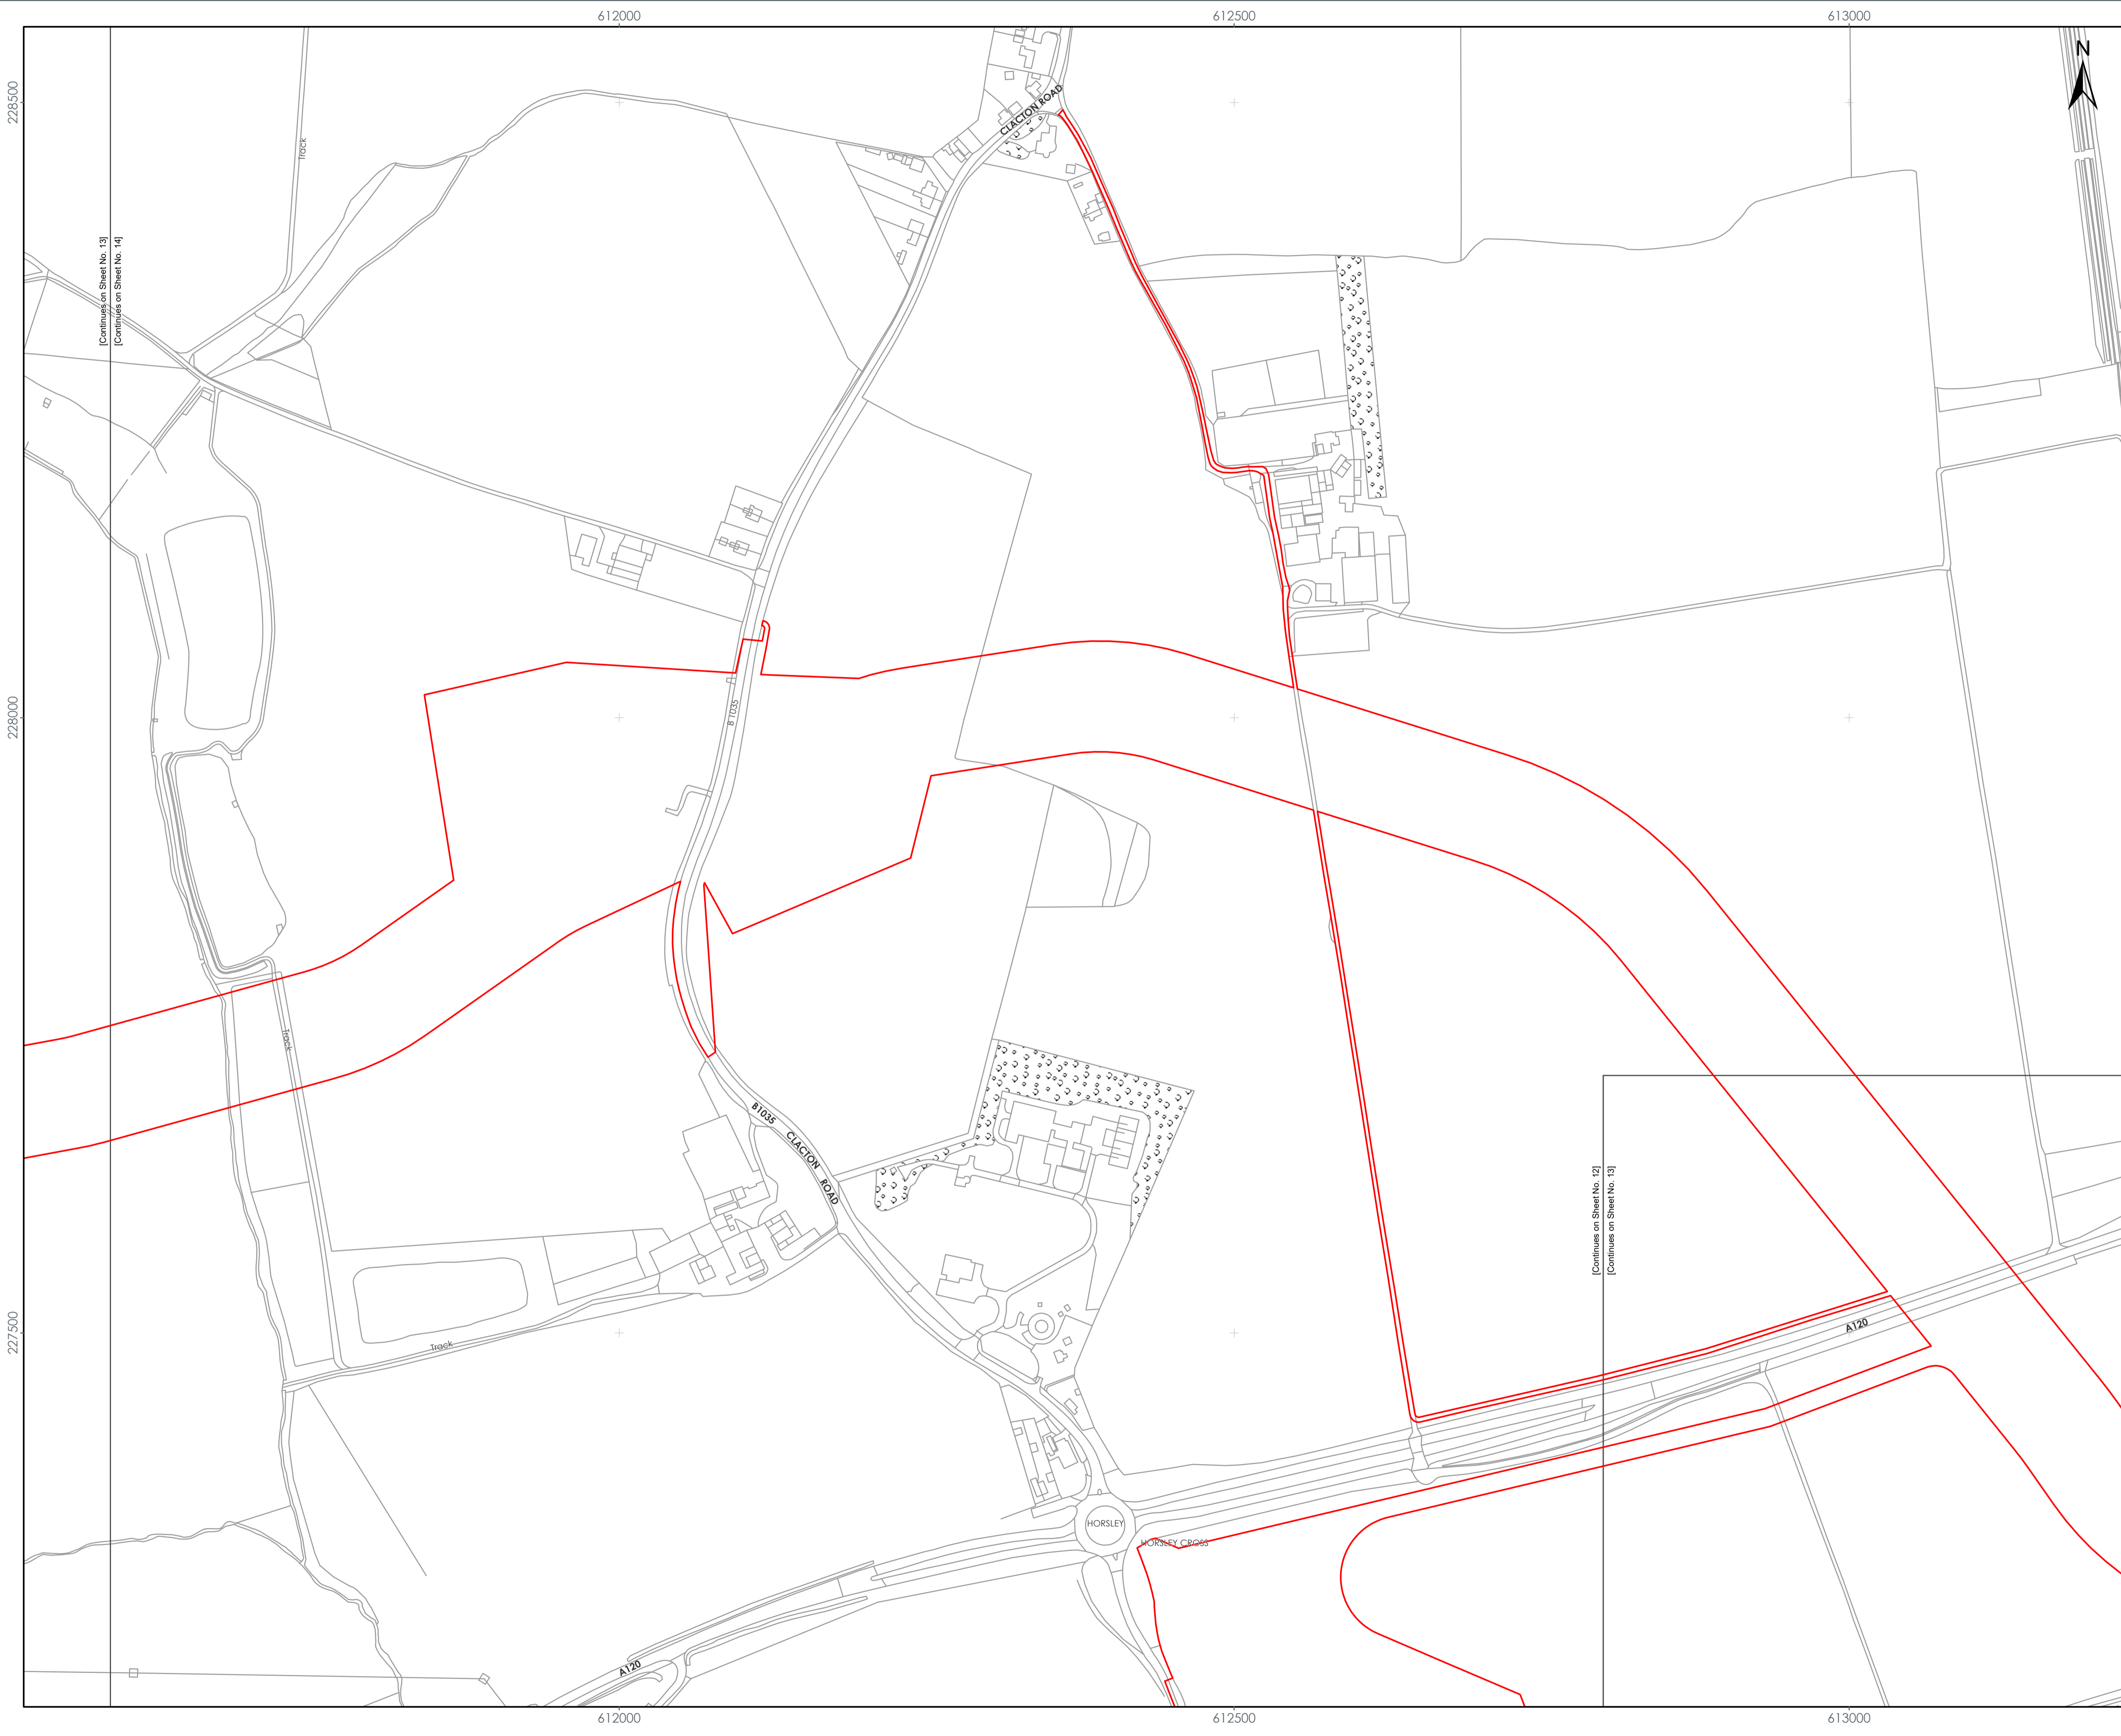 612000
612500
613000
N
228500
CLACTON ROAD
Track
[Continues on Sheet No. 13]
[Continues on Sheet No. 14]
228000
B 1035
Track
B1035
CLACTON
ROAD
[Continues on Sheet No. 12]
[Continues on Sheet No. 13]
227500
A120
Track
HORSLEY
HORSLEY CROSS
A120
612000
612500
613000